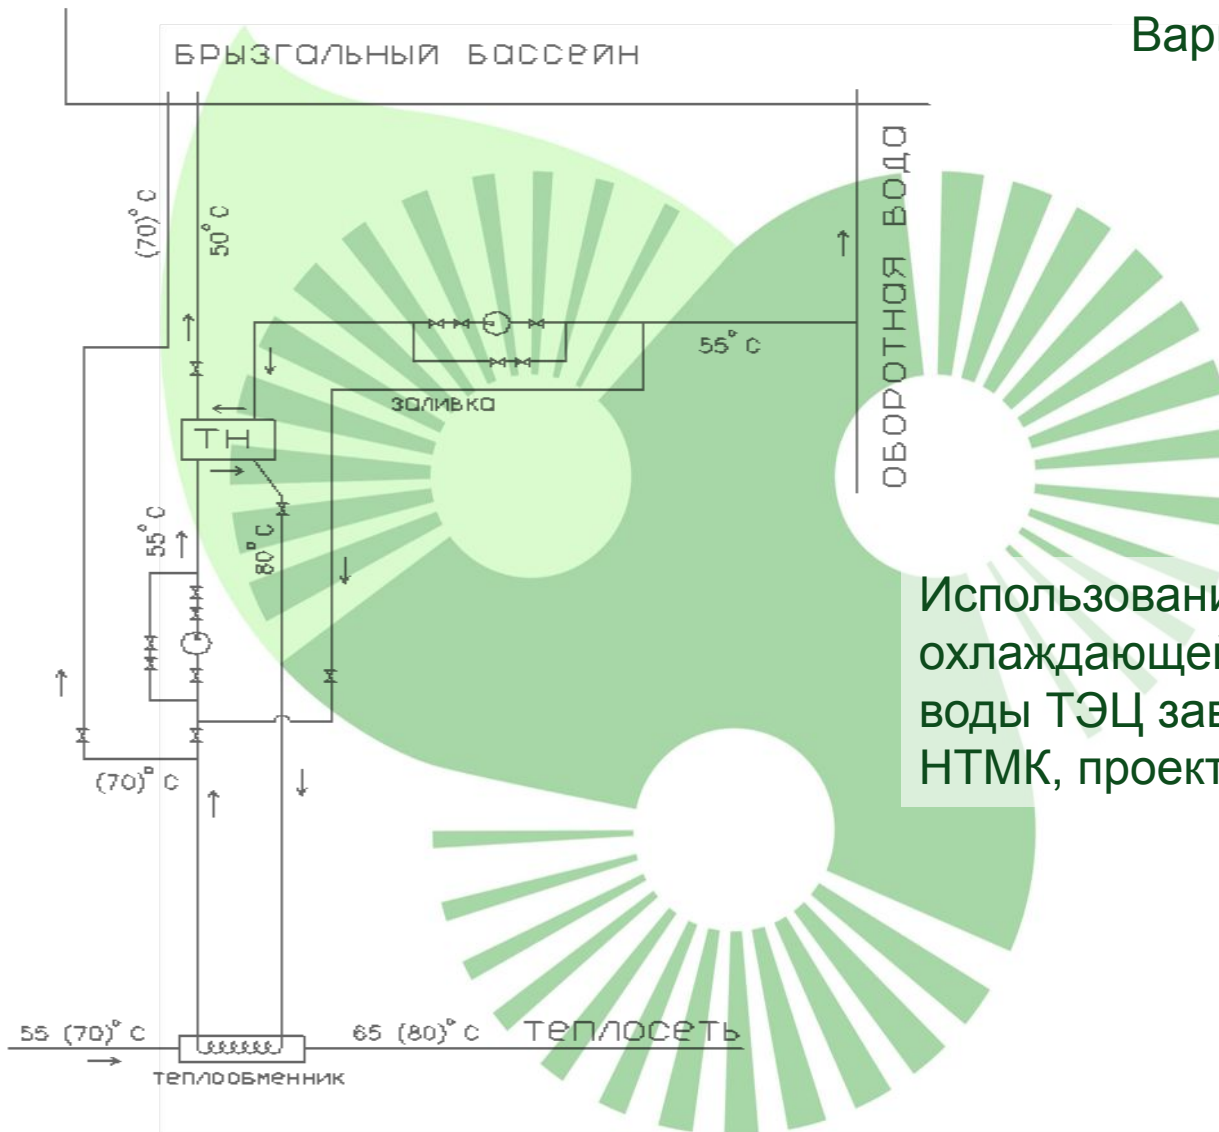 Вар
БРЫЗГАЛЬНЫЙ БАССЕЙН
ОБОРОТНАЯ ВОДА
(70)° С
50° С
55° С
заливка
ТН
55° С
80° С
(70)° С
Использовани
охлаждающе
воды ТЭЦ зав
НТМК, проект
55 (70)° С
65 (80)° С
ТЕПЛОСЕТЬ
теплообменник